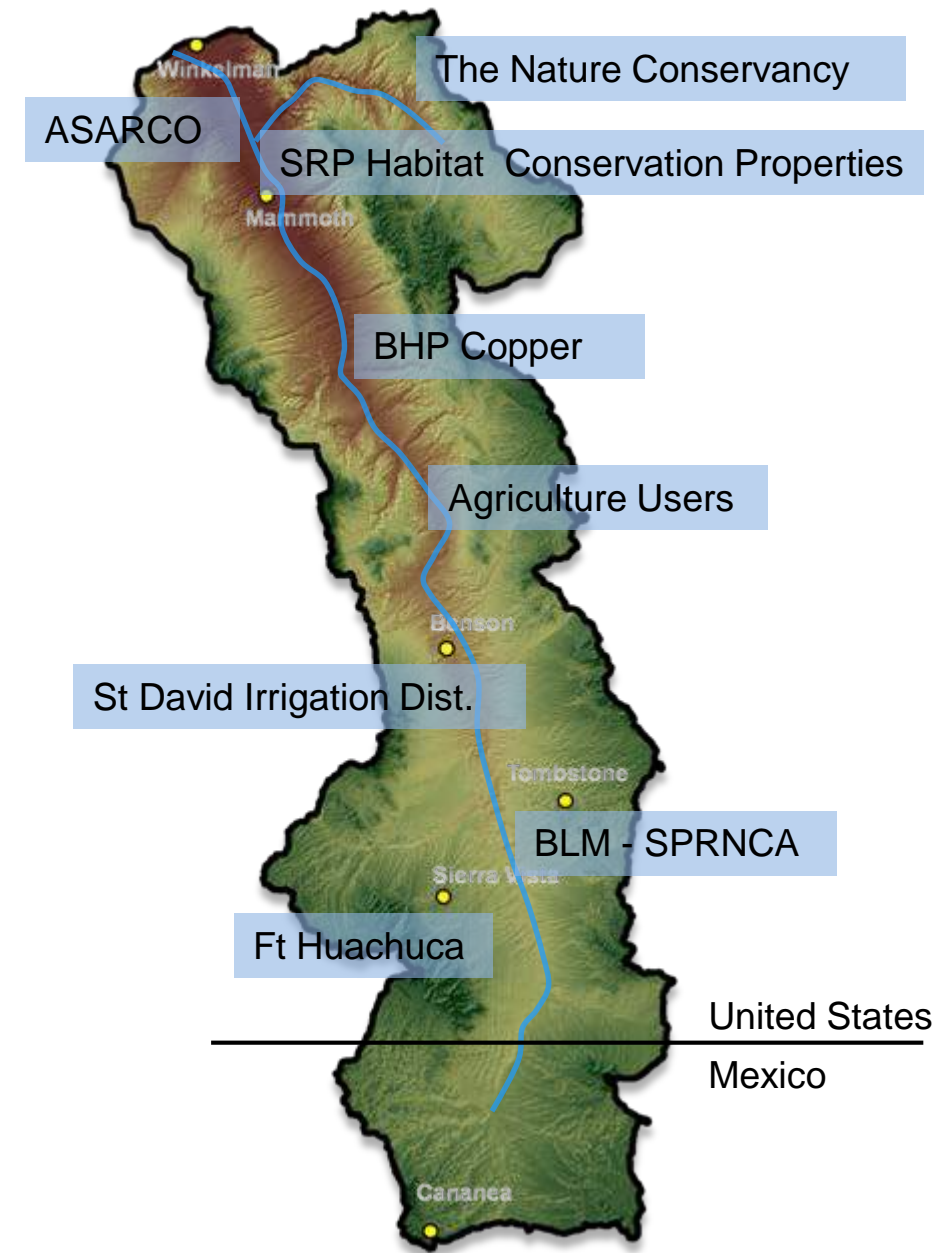 Winkelman
The Nature Conservancy
ASARCO
SRP Habitat Conservation Properties
Mammoth
BHP Copper
Agriculture Users
Benson
St David Irrigation Dist.
Tombstone
BLM - SPRNCA
Sierra Vista
Ft Huachuca
United States
Mexico
Cananea